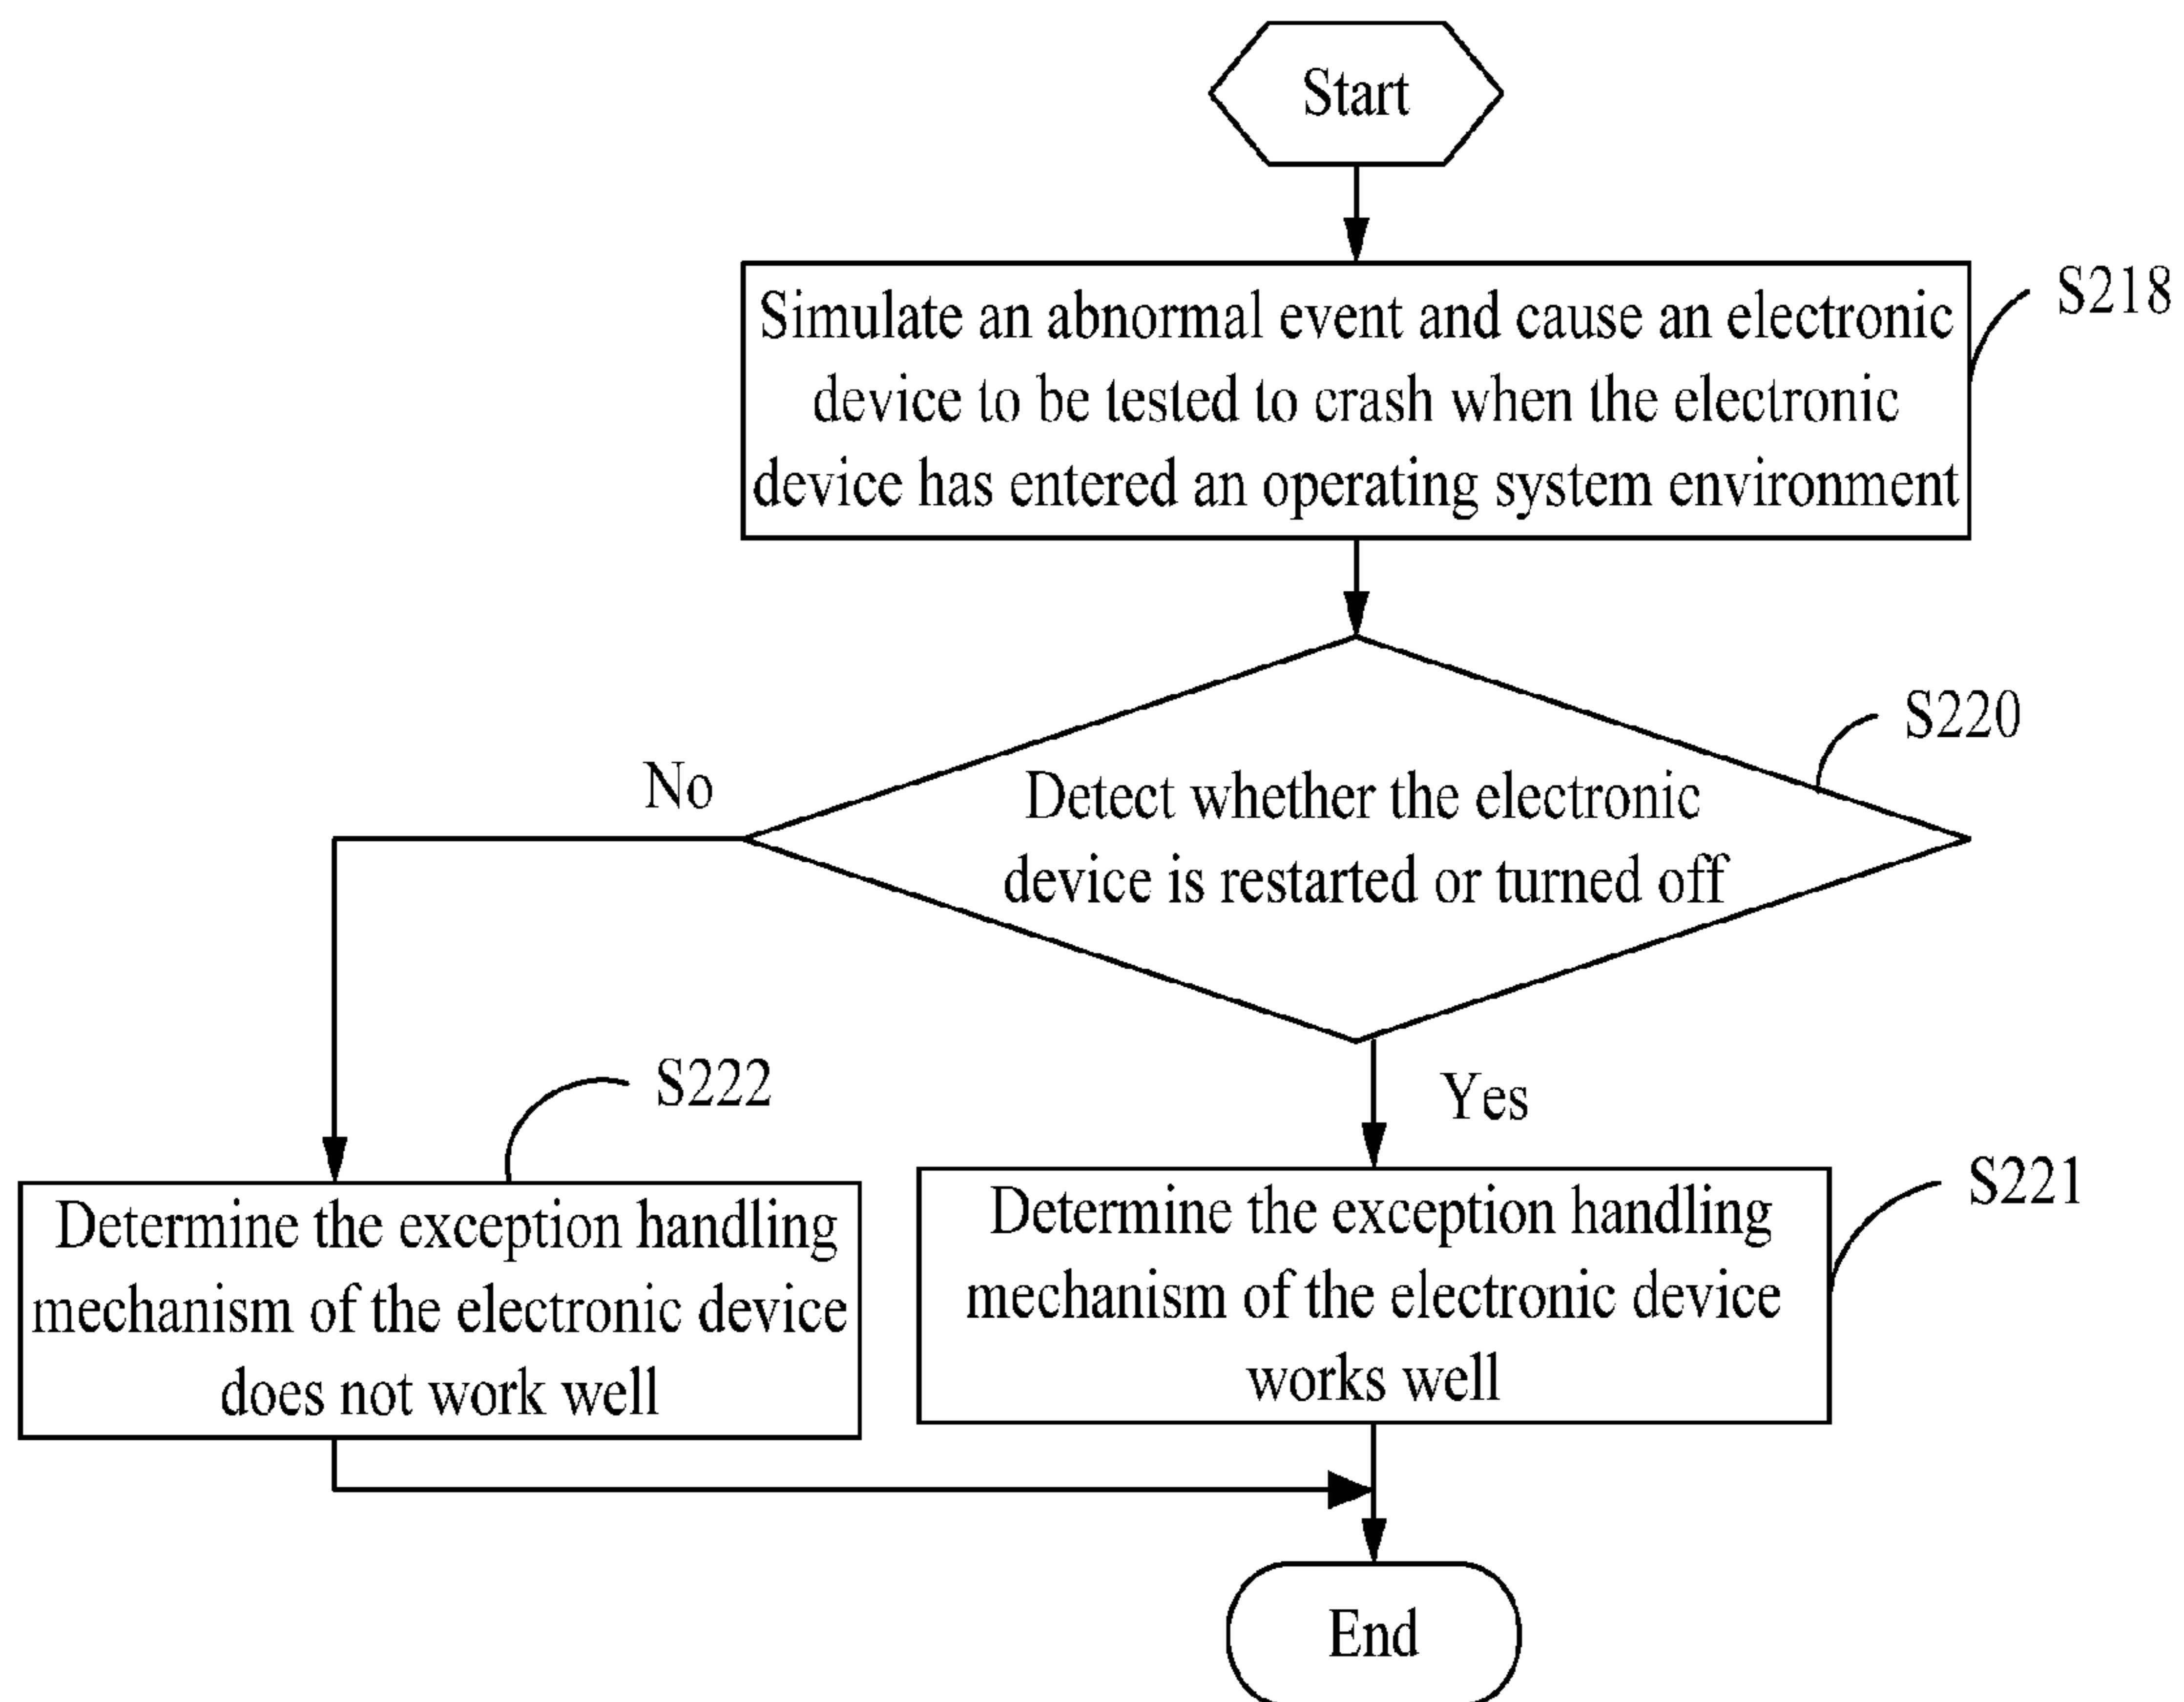 Start
Simulate an abnormal event and cause an electronic
device to be tested to crash when the electronic
device has entered an operating system environment
S218
S220
Detect whether the electronic
device is restarted or turned off
No
Yes
S222
Determine the exception handling
mechanism of the electronic device
does not work well
S221
Determine the exception handling
mechanism of the electronic device
works well
End